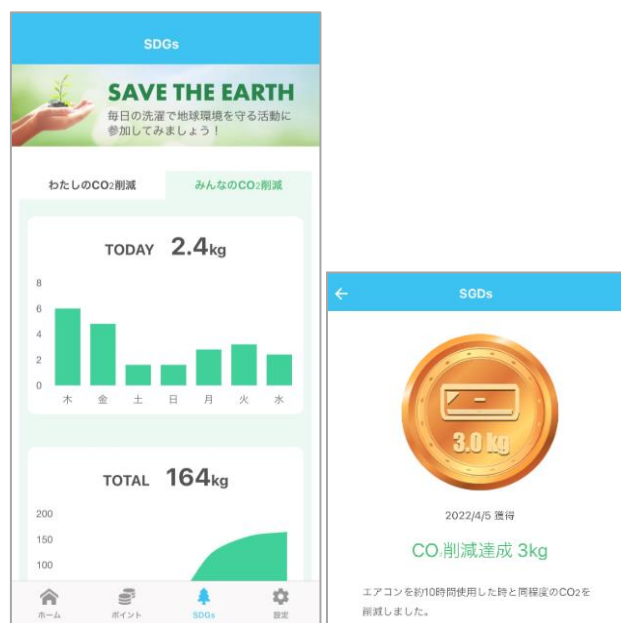 SDGs
SAVE THE EARTH
毎日の洗濯で地球環境を守る活動に
参加してみましょう！
わたしのCO2削減
みんなのCO2削減
TODAY 2.4kg
8
6
4
2
0
木 金 土 日 月 火 水
TOTAL 164kg
200
150
100
ホーム ポイント SDGs 設定
← SGDs
3.0 kg
2022/4/5 獲得
CO2削減達成 3kg
エアコンを約10時間使用した時と同程度のCO2を
削減しました。